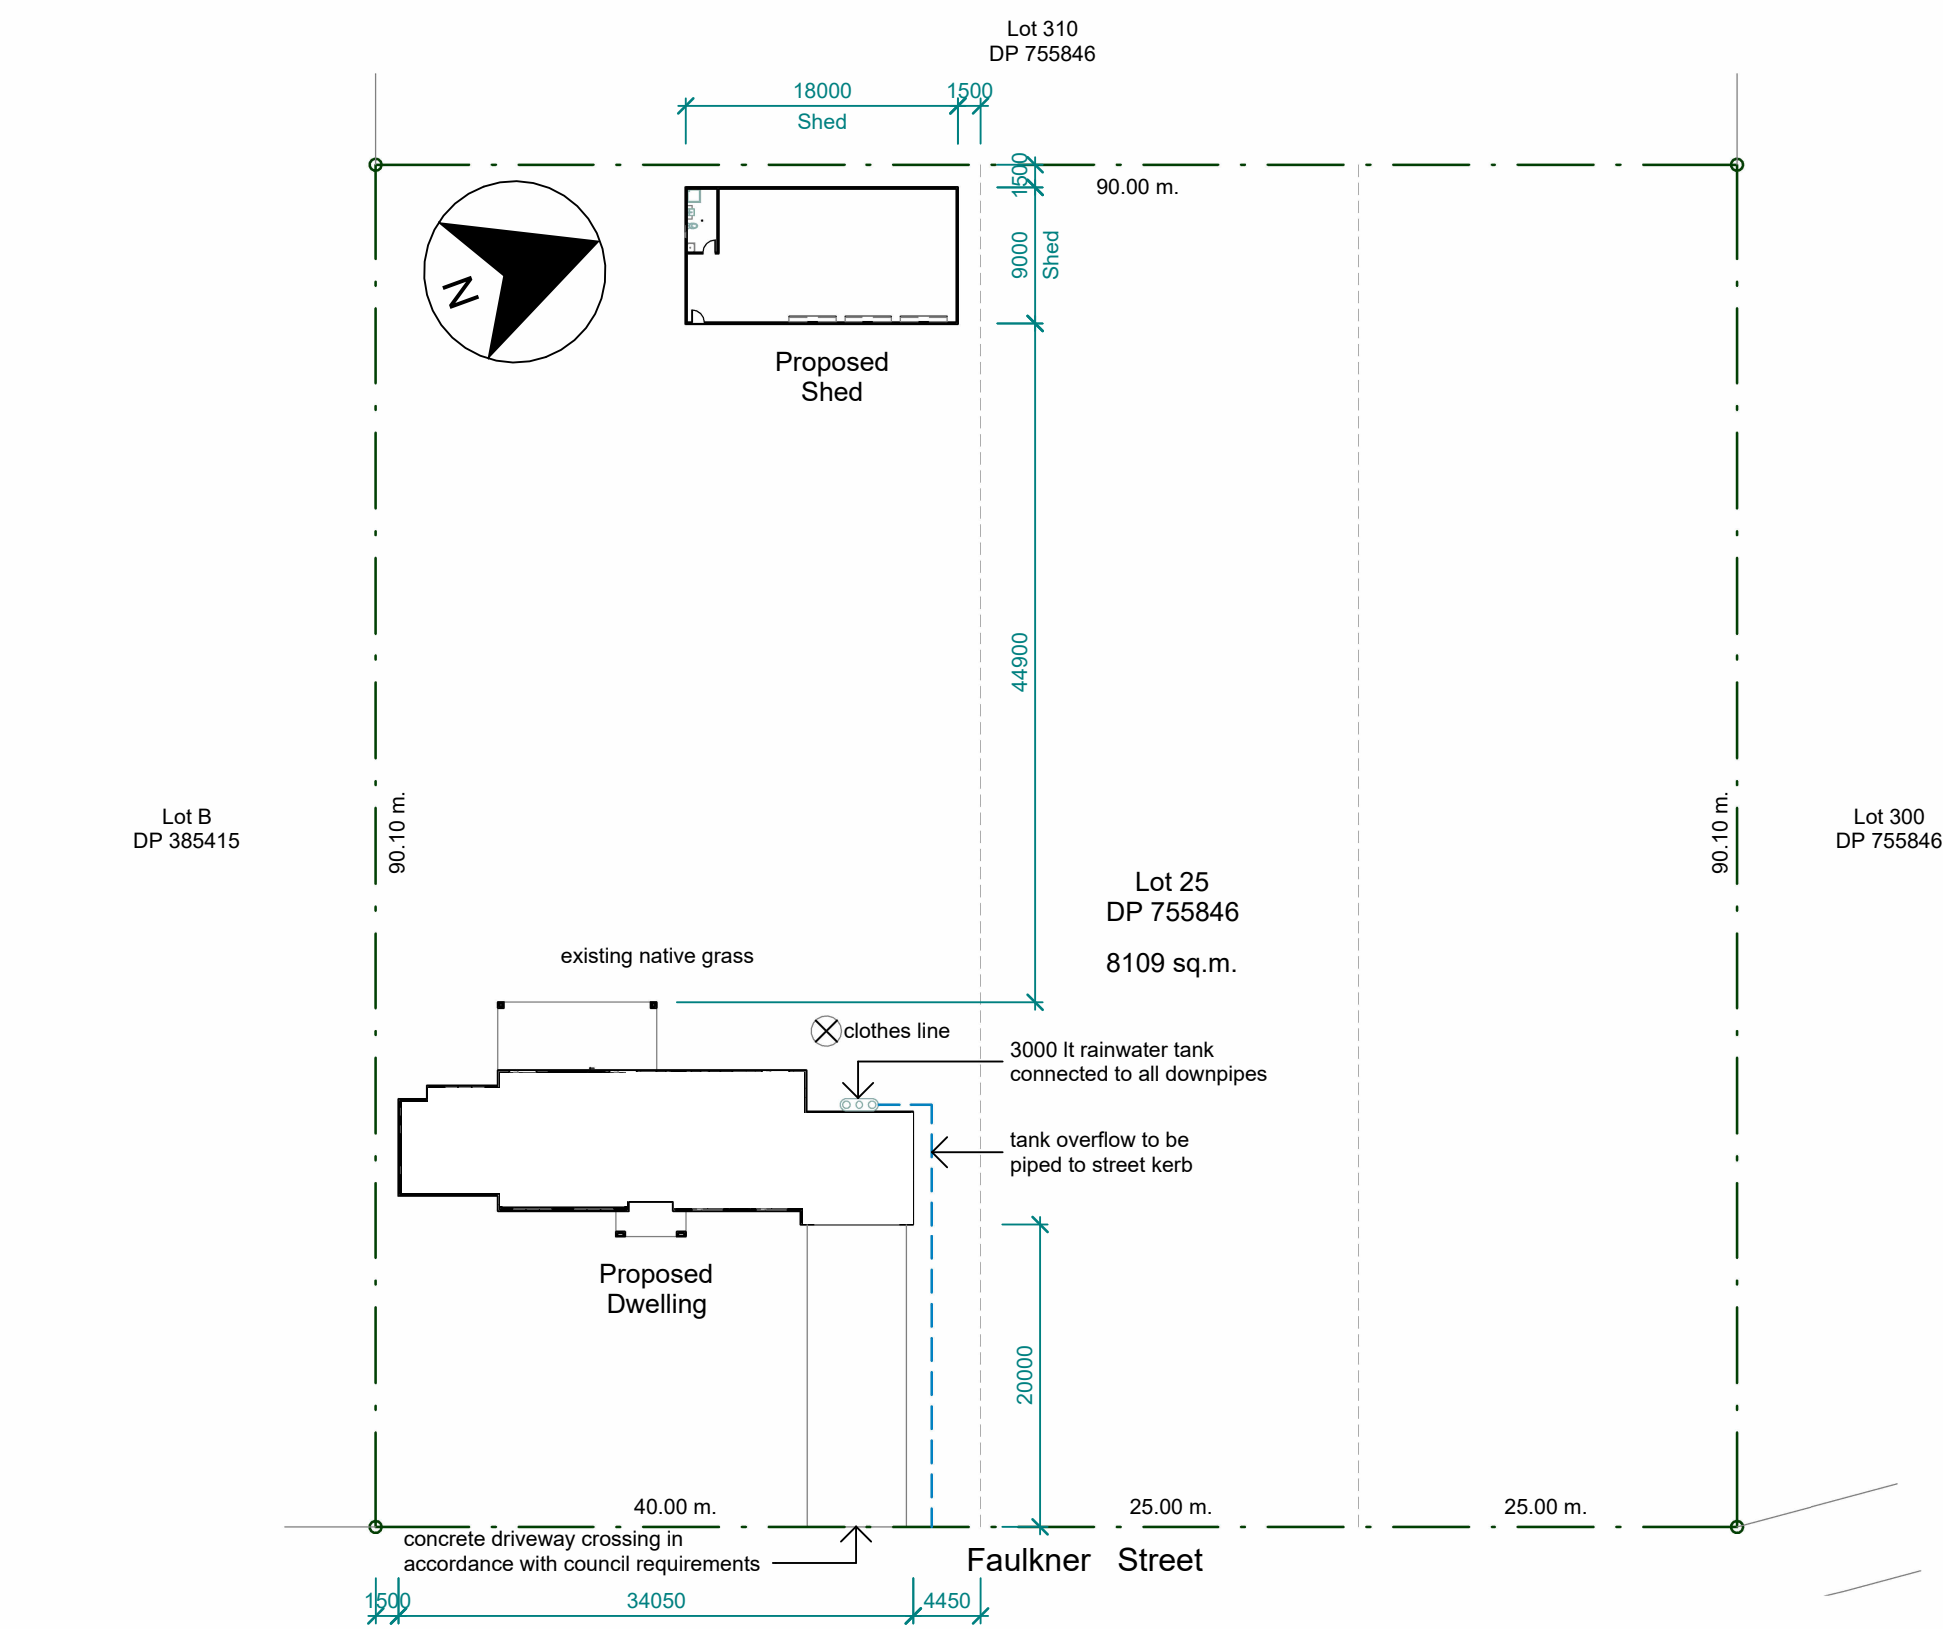 Lot 310
DP 755846
18000
1500
Shed
1500
90.00 m.
9000
Shed
N
Proposed
Shed
44900
Lot B
DP 385415
90.10 m.
90.10 m.
Lot 300
DP 755846
Lot 25
DP 755846
8109 sq.m.
existing native grass
clothes line
3000 lt rainwater tank
connected to all downpipes
tank overflow to be
piped to street kerb
Proposed
Dwelling
20000
40.00 m.
25.00 m.
25.00 m.
concrete driveway crossing in
accordance with council requirements
Faulkner Street
1500
34050
4450